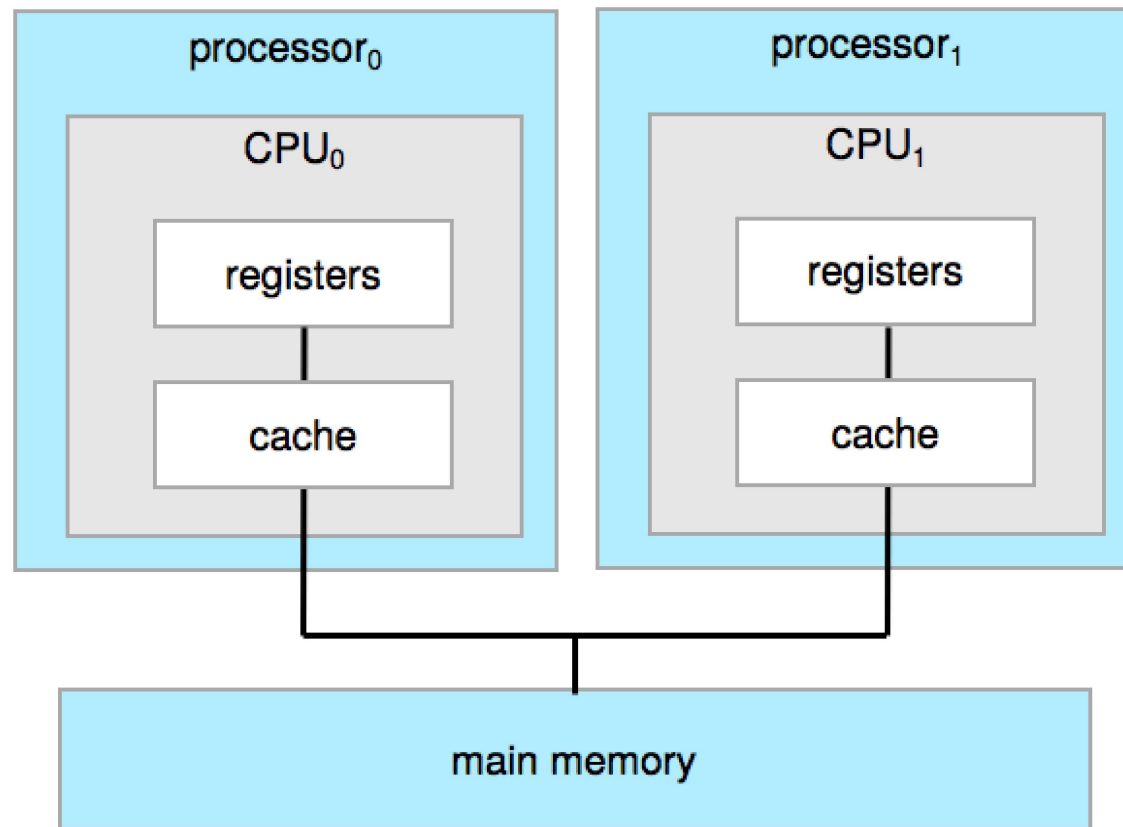 processor₀
processor₁
CPU₀
CPU₁
registers
registers
cache
cache
main memory